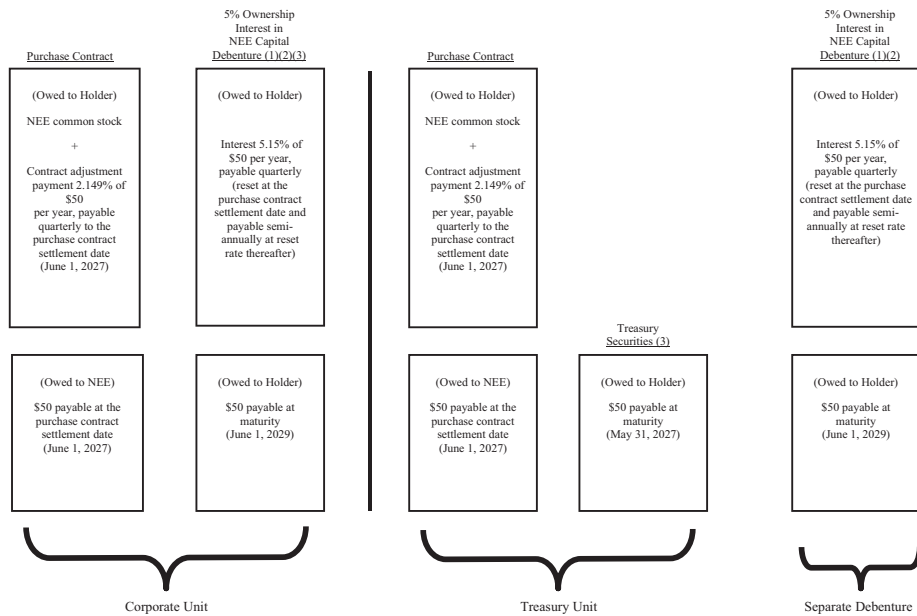 Purchase Contract
5% Ownership
Interest in
NEE Capital
Debenture (1)(2)(3)
(Owed to Holder)
NEE common stock
+
Contract adjustment
payment 2.149% of
$50
per year, payable
quarterly to the
purchase contract
settlement date
(June 1, 2027)
(Owed to Holder)
Interest 5.15% of
$50 per year,
payable quarterly
(reset at the
purchase contract
settlement date and
payable semi-
annually at reset
rate thereafter)
(Owed to NEE)
$50 payable at the
purchase contract
settlement date
(June 1, 2027)
(Owed to Holder)
$50 payable at
maturity
(June 1, 2029)
Corporate Unit
Purchase Contract
(Owed to Holder)
NEE common stock
+
Contract adjustment
payment 2.149% of
$50
per year, payable
quarterly to the
purchase contract
settlement date
(June 1, 2027)
(Owed to NEE)
$50 payable at the
purchase contract
settlement date
(June 1, 2027)
Treasury
Securities (3)
(Owed to Holder)
$50 payable at
maturity
(May 31, 2027)
Treasury Unit
5% Ownership
Interest in
NEE Capital
Debenture (1)(2)
(Owed to Holder)
Interest 5.15% of
$50 per year,
payable quarterly
(reset at the purchase
contract settlement date
and payable semi-
annually at reset rate
thereafter)
(Owed to Holder)
$50 payable at
maturity
(June 1, 2029)
Separate Debenture